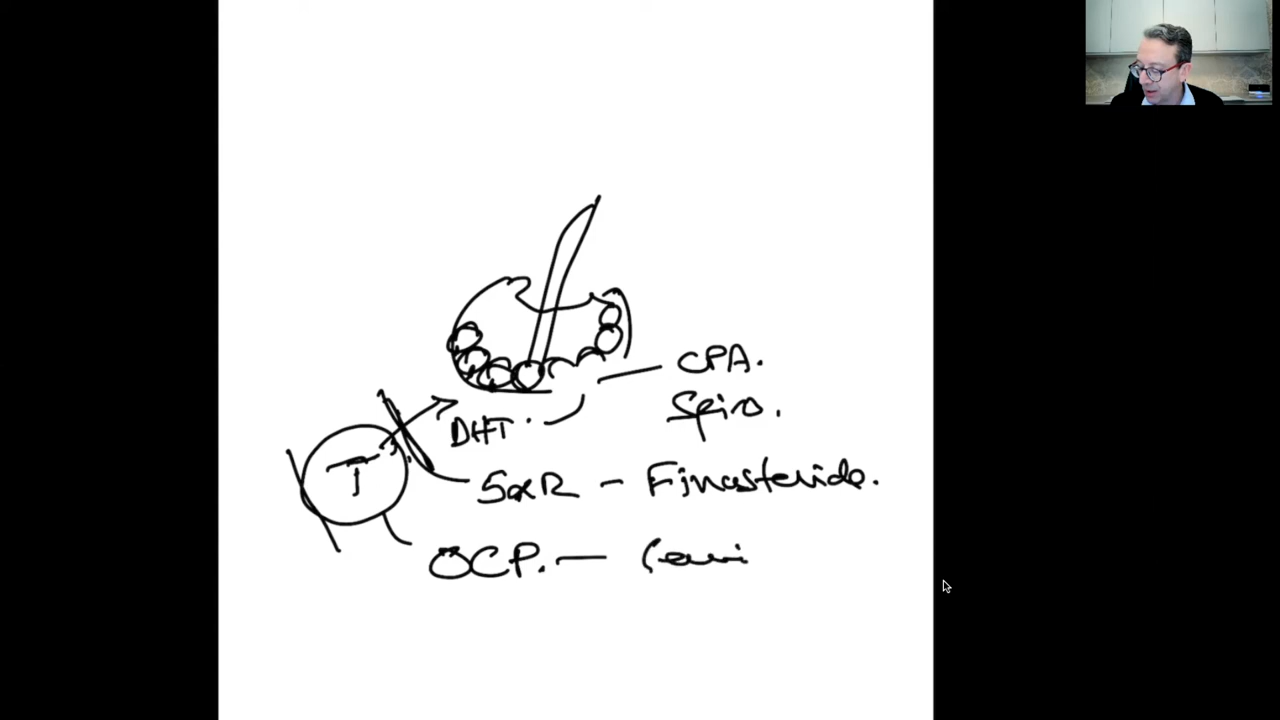 CPA.
Spiro.
DHT.
T
5αR - Finasteride.
OCP. —